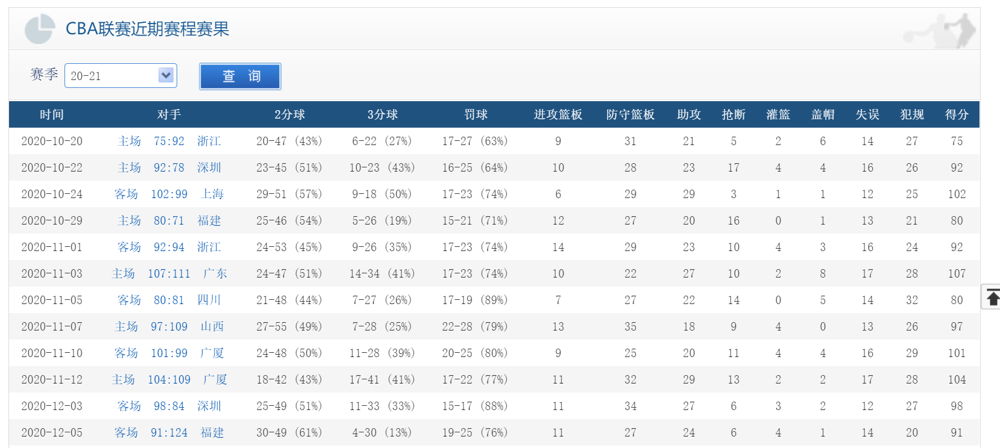 CBA联赛近期赛程赛果
赛季 20-21 查 询
时间 对手 2分球 3分球 罚球 进攻篮板 防守篮板 助攻 抢断 灌篮 盖帽 失误 犯规 得分
2020-10-20 主场 75:92 浙江 20-47 (43%) 6-22 (27%) 17-27 (63%) 9 31 21 5 2 6 14 27 75
2020-10-22 主场 92:78 深圳 23-45 (51%) 10-23 (43%) 16-25 (64%) 10 28 23 17 4 4 16 26 92
2020-10-24 客场 102:99 上海 29-51 (57%) 9-18 (50%) 17-23 (74%) 6 29 29 3 1 1 12 25 102
2020-10-29 主场 80:71 福建 25-46 (54%) 5-26 (19%) 15-21 (71%) 12 27 20 16 0 1 13 21 80
2020-11-01 客场 92:94 浙江 24-53 (45%) 9-26 (35%) 17-23 (74%) 14 29 23 10 4 3 16 24 92
2020-11-03 主场 107:111 广东 24-47 (51%) 14-34 (41%) 17-23 (74%) 10 22 27 10 2 8 17 28 107
2020-11-05 客场 80:81 四川 21-48 (44%) 7-27 (26%) 17-19 (89%) 7 27 22 14 0 5 14 32 80
2020-11-07 主场 97:109 山西 27-55 (49%) 7-28 (25%) 22-28 (79%) 13 35 18 9 4 0 13 26 97
2020-11-10 客场 101:99 广厦 24-48 (50%) 11-28 (39%) 20-25 (80%) 9 25 20 11 4 4 16 29 101
2020-11-12 主场 104:109 广厦 18-42 (43%) 17-41 (41%) 17-22 (77%) 11 32 29 13 2 2 17 28 104
2020-12-03 客场 98:84 深圳 25-49 (51%) 11-33 (33%) 15-17 (88%) 11 34 27 6 3 2 12 27 98
2020-12-05 客场 91:124 福建 30-49 (61%) 4-30 (13%) 19-25 (76%) 11 27 24 6 4 1 14 20 91